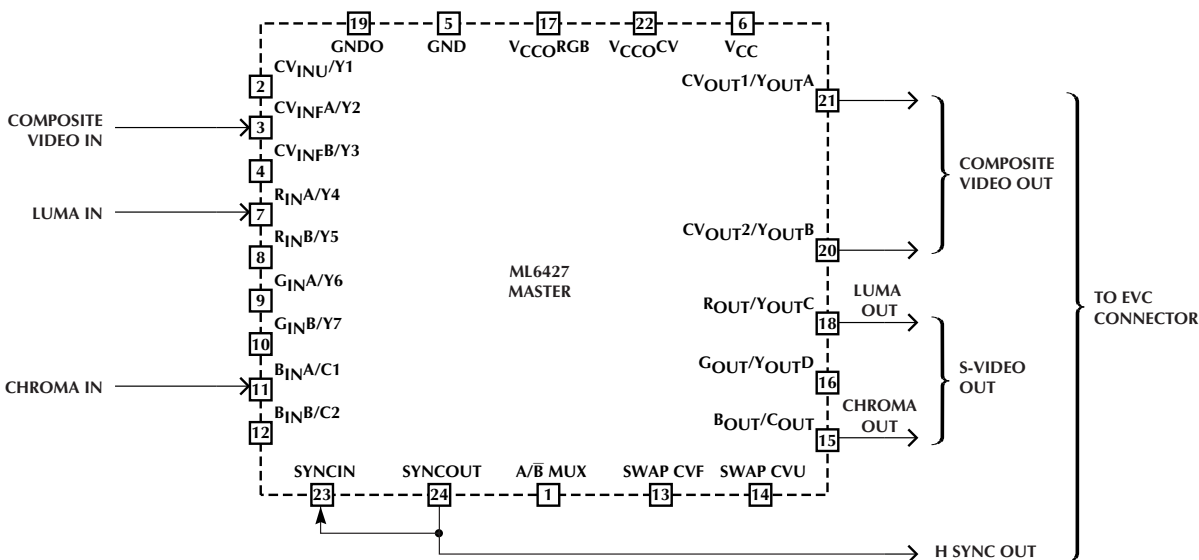 19 5 17 22 6
GNDO GND VCCORGB VCCOCV VCC
2 CVINU/Y1
CVOUT1/YOUTA 21
COMPOSITE
VIDEO IN
3 CVINFA/Y2
4 CVINFB/Y3
COMPOSITE
VIDEO OUT
LUMA IN
7 RINA/Y4
8 RINB/Y5
CVOUT2/YOUTB 20
9 GINA/Y6
ML6427
MASTER
ROUT/YOUTC 18
LUMA
OUT
TO EVC
CONNECTOR
10 GINB/Y7
GOUT/YOUTD 16
S-VIDEO
OUT
CHROMA IN
11 BINA/C1
12 BINB/C2
BOUT/COUT 15
CHROMA
OUT
SYNCIN SYNCOUT A/B̅ MUX SWAP CVF SWAP CVU
23 24 1 13 14
H SYNC OUT